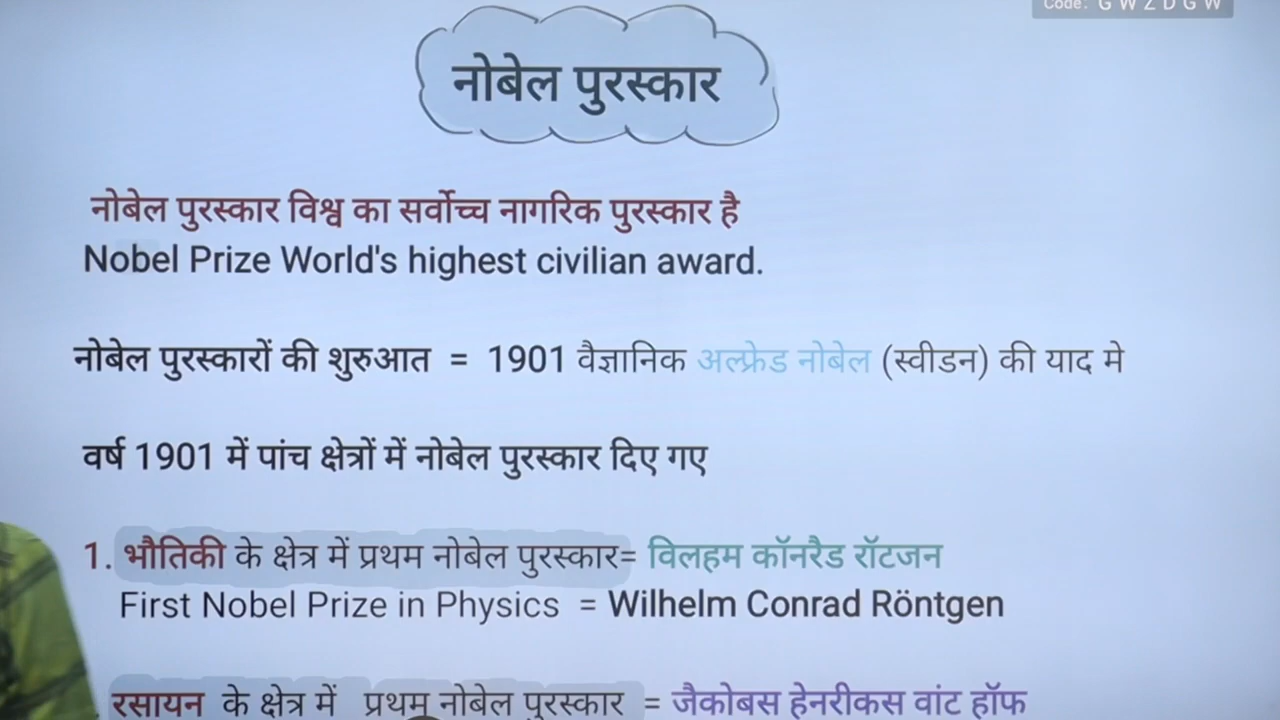 Code: G W Z D G W
नोबेल पुरस्कार
नोबेल पुरस्कार विश्व का सर्वोच्च नागरिक पुरस्कार है
Nobel Prize World's highest civilian award.
नोबेल पुरस्कारों की शुरुआत = 1901 वैज्ञानिक अल्फ्रेड नोबेल (स्वीडन) की याद मे
वर्ष 1901 में पांच क्षेत्रों में नोबेल पुरस्कार दिए गए
1. भौतिकी के क्षेत्र में प्रथम नोबेल पुरस्कार= विलहम कॉनरैड रॉटजन
First Nobel Prize in Physics = Wilhelm Conrad Röntgen
रसायन के क्षेत्र में प्रथम नोबेल पुरस्कार = जैकोबस हेनरीकस वांट हॉफ